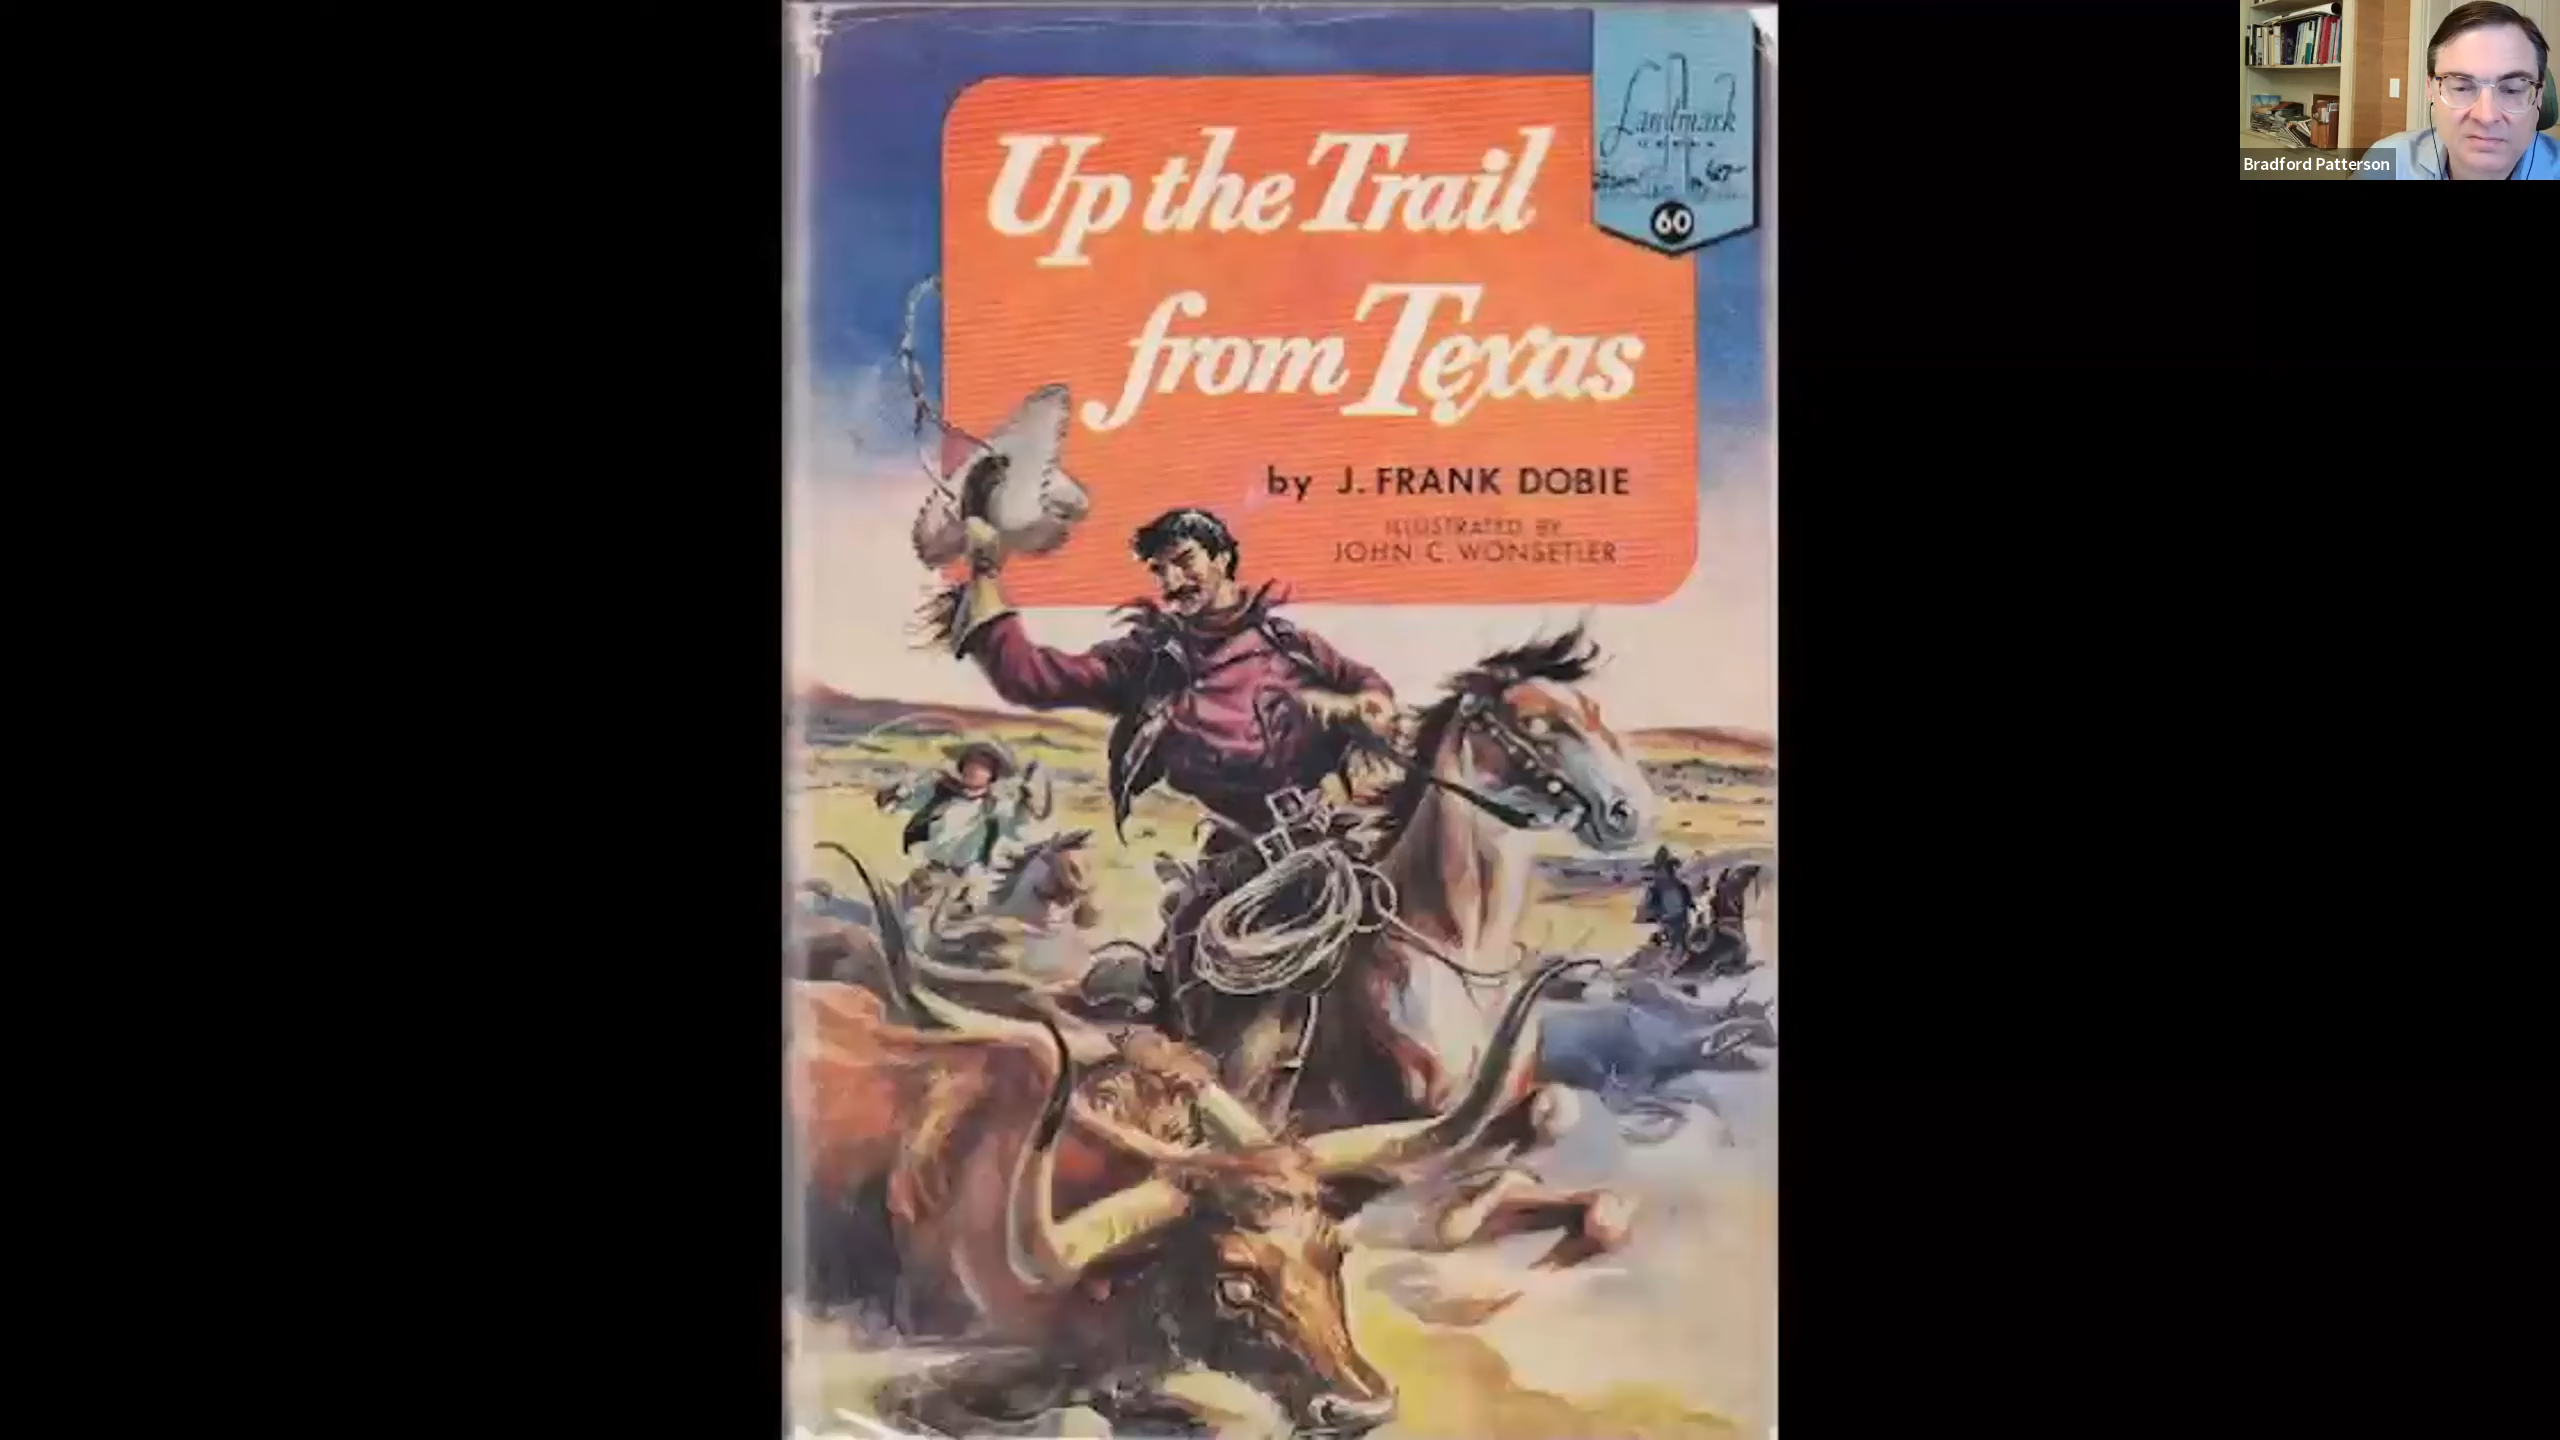 Up the Trail
from Texas
by J. FRANK DOBIE
ILLUSTRATED BY
JOHN C. WONSETLER
Landmark
60
Bradford Patterson